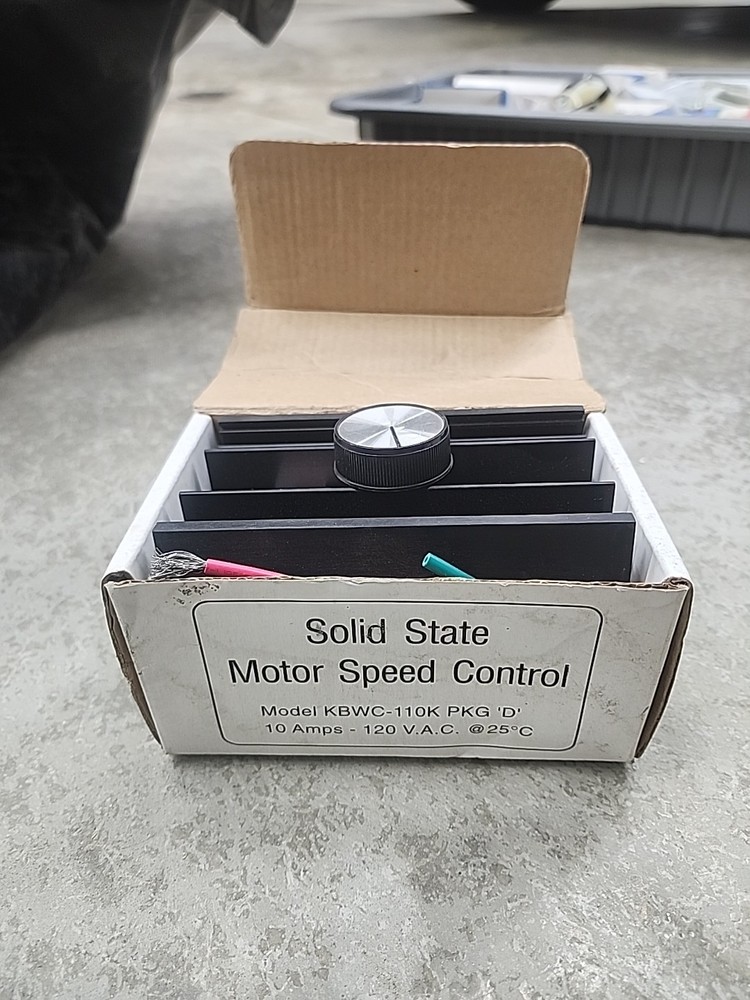 Solid State
Motor Speed Control
Model KBWC-110K PKG 'D'
10 Amps - 120 V.A.C. @25°C